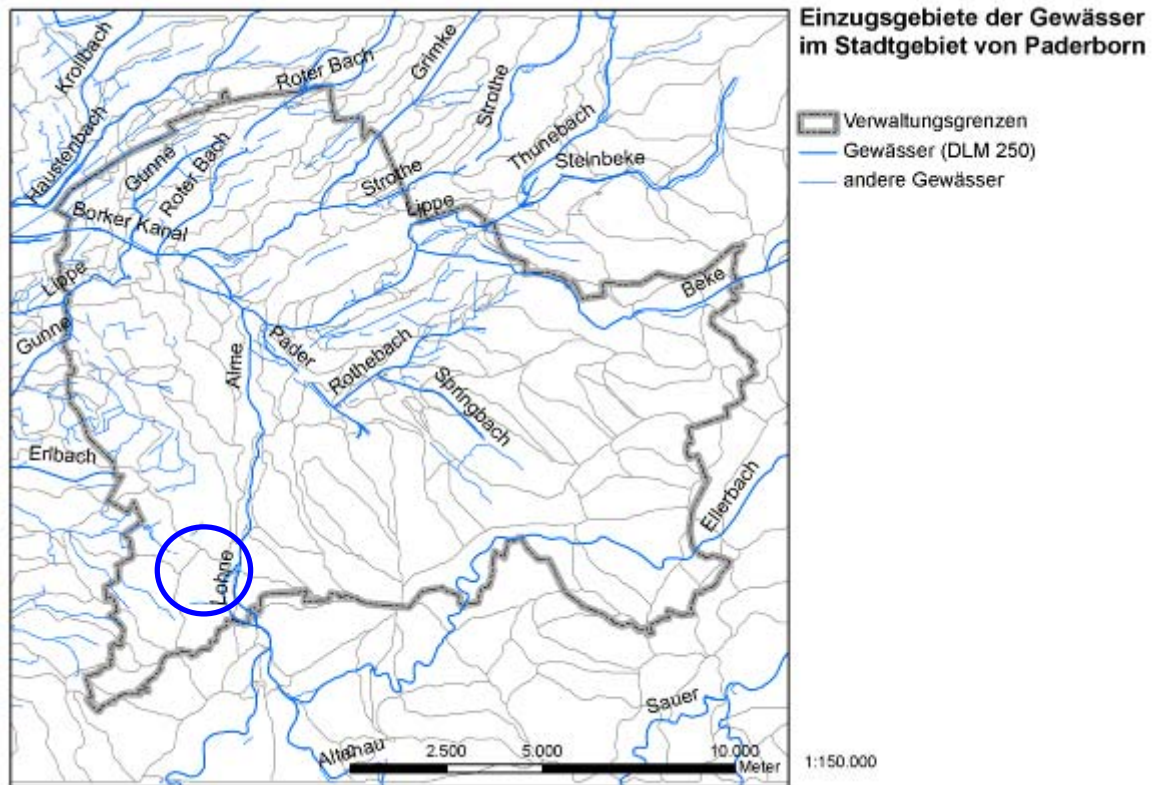 Einzugsgebiete der Gewässer
im Stadtgebiet von Paderborn
Verwaltungsgrenzen
Gewässer (DLM 250)
andere Gewässer
Krollbach
Roter Bach
Grimke
Strothe
Haustenbach
Gunne
Roter Bach
Thunebach
Steinbeke
Strothe
Lippe
Borker Kanal
Lippe
Beke
Gunne
Alme
Pader
Rothebach
Springbach
Erlbach
Ellerbach
Lohne
Sauer
Altenau
2.500 5.000 10.000
Meter
1:150.000